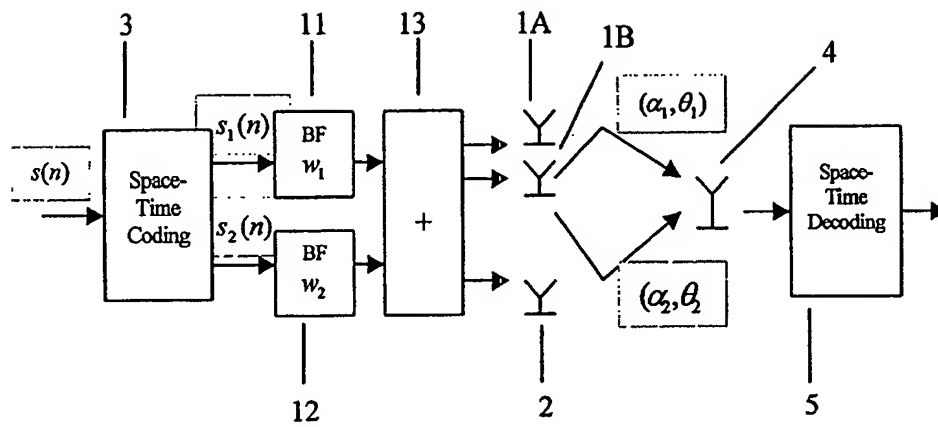 3
11
13
1A
1B
4
s(n)
Space-
Time
Coding
s₁(n)
BF
w₁
s₂(n)
BF
w₂
+
(α₁,θ₁)
(α₂,θ₂
Space-
Time
Decoding
12
2
5